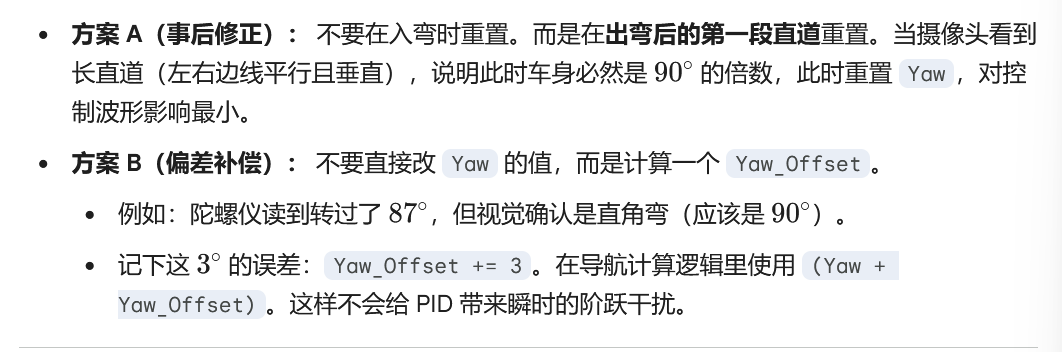 • 方案 A（事后修正）： 不要在入弯时重置。而是在出弯后的第一段直道重置。当摄像头看到
长直道（左右边线平行且垂直），说明此时车身必然是 90° 的倍数，此时重置 Yaw，对控
制波形影响最小。
• 方案 B（偏差补偿）： 不要直接改 Yaw 的值，而是计算一个 Yaw_Offset。
• 例如：陀螺仪读到转过了 87°，但视觉确认是直角弯（应该是 90°）。
• 记下这 3° 的误差：Yaw_Offset += 3。在导航计算逻辑里使用 (Yaw +
Yaw_Offset)。这样不会给 PID 带来瞬时的阶跃干扰。